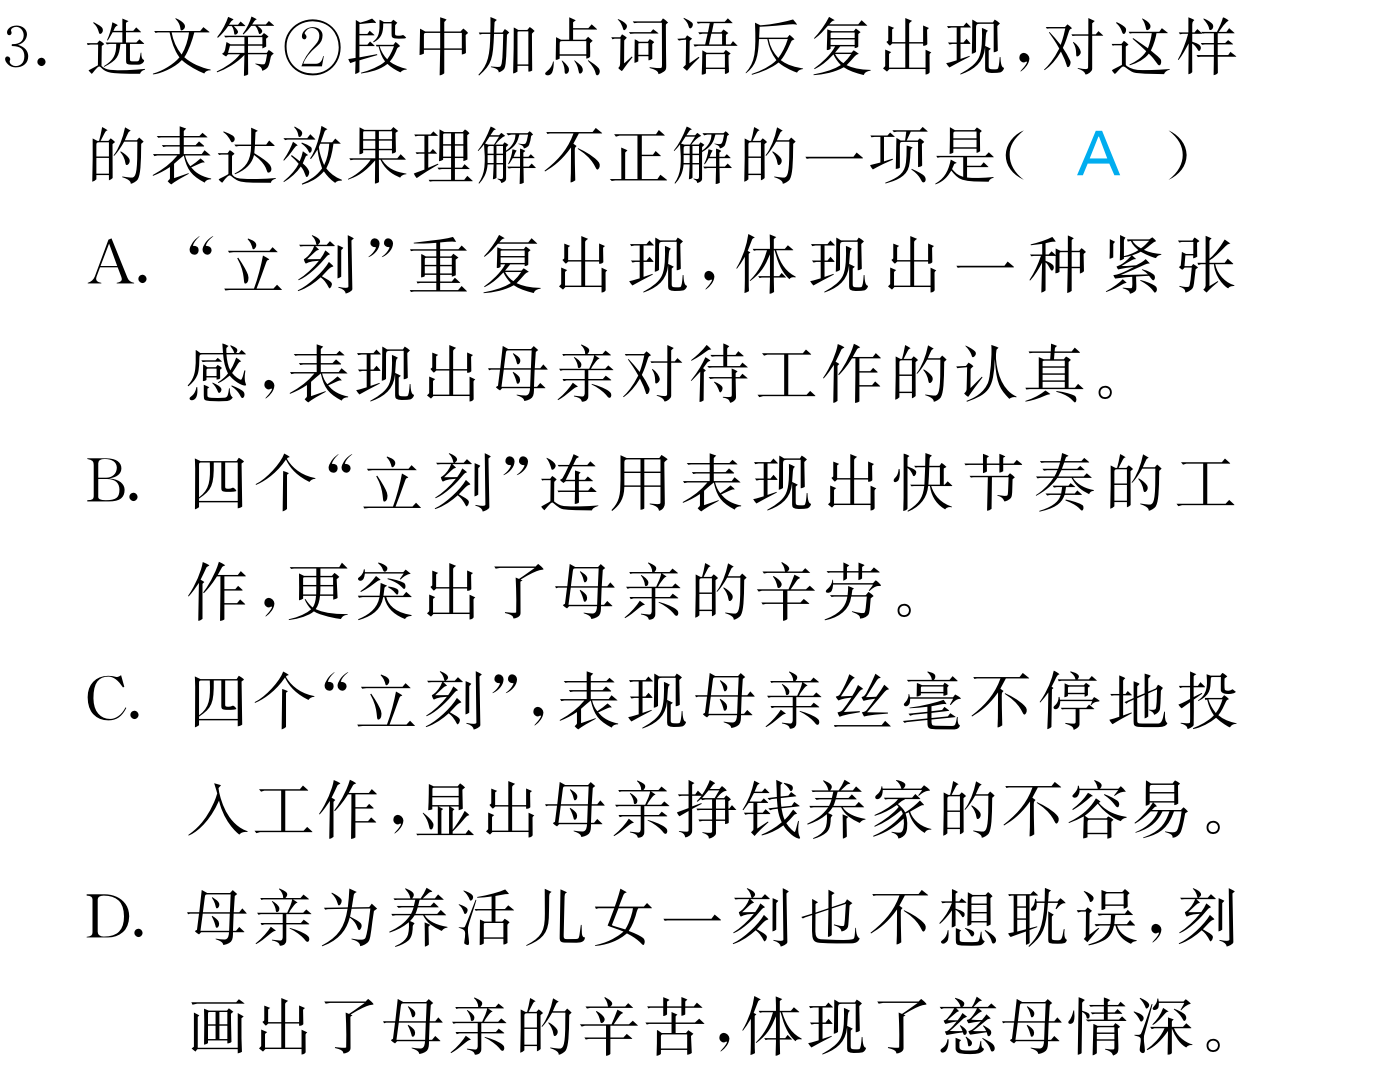 3. 选文第②段中加点词语反复出现,对这样
的表达效果理解不正解的一项是( A )
A. “立刻”重复出现,体现出一种紧张
感,表现出母亲对待工作的认真。
B. 四个“立刻”连用表现出快节奏的工
作,更突出了母亲的辛劳。
C. 四个“立刻”,表现母亲丝毫不停地投
入工作,显出母亲挣钱养家的不容易。
D. 母亲为养活儿女一刻也不想耽误,刻
画出了母亲的辛苦,体现了慈母情深。